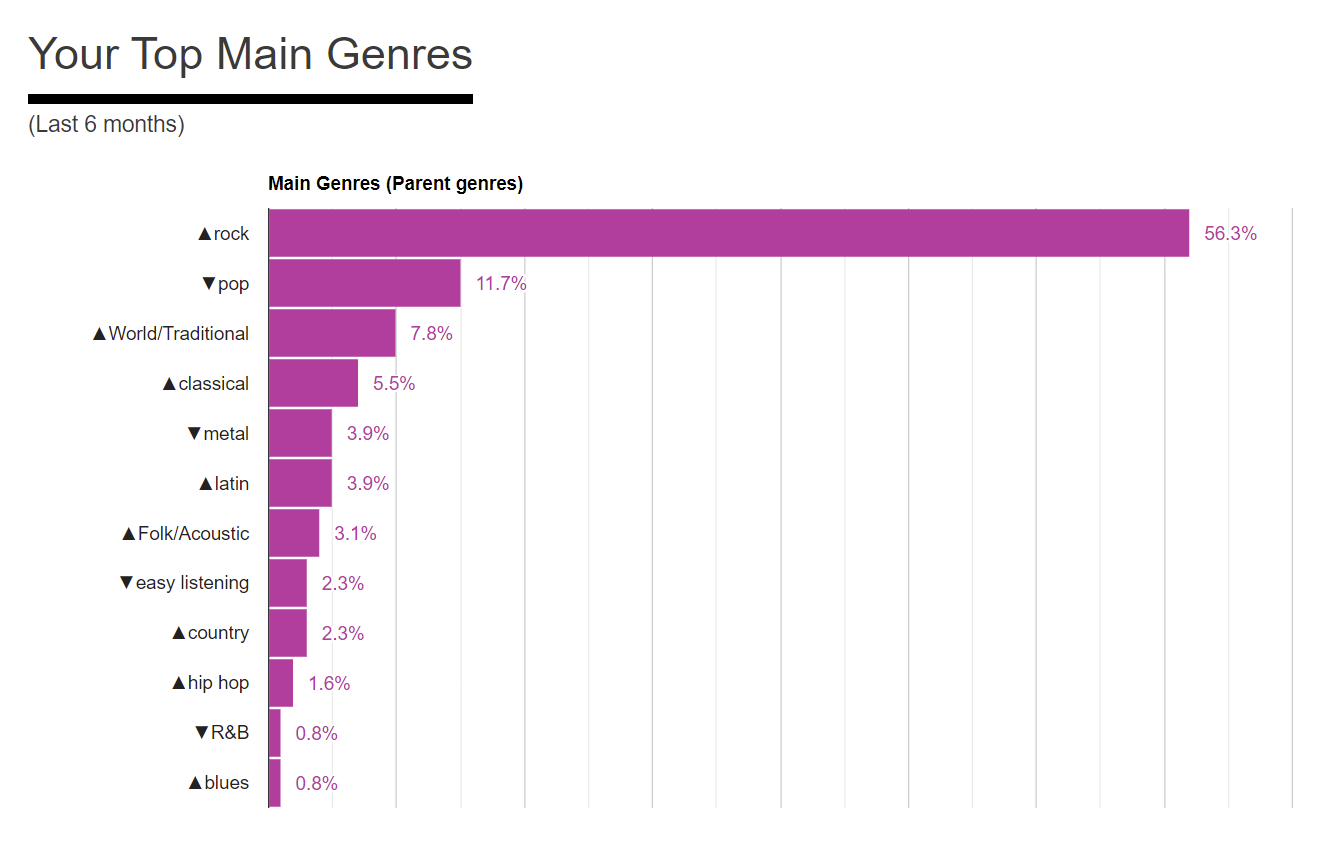 Your Top Main Genres
(Last 6 months)
Main Genres (Parent genres)
▲rock 56.3%
▼pop 11.7%
▲World/Traditional 7.8%
▲classical 5.5%
▼metal 3.9%
▲latin 3.9%
▲Folk/Acoustic 3.1%
▼easy listening 2.3%
▲country 2.3%
▲hip hop 1.6%
▼R&B 0.8%
▲blues 0.8%